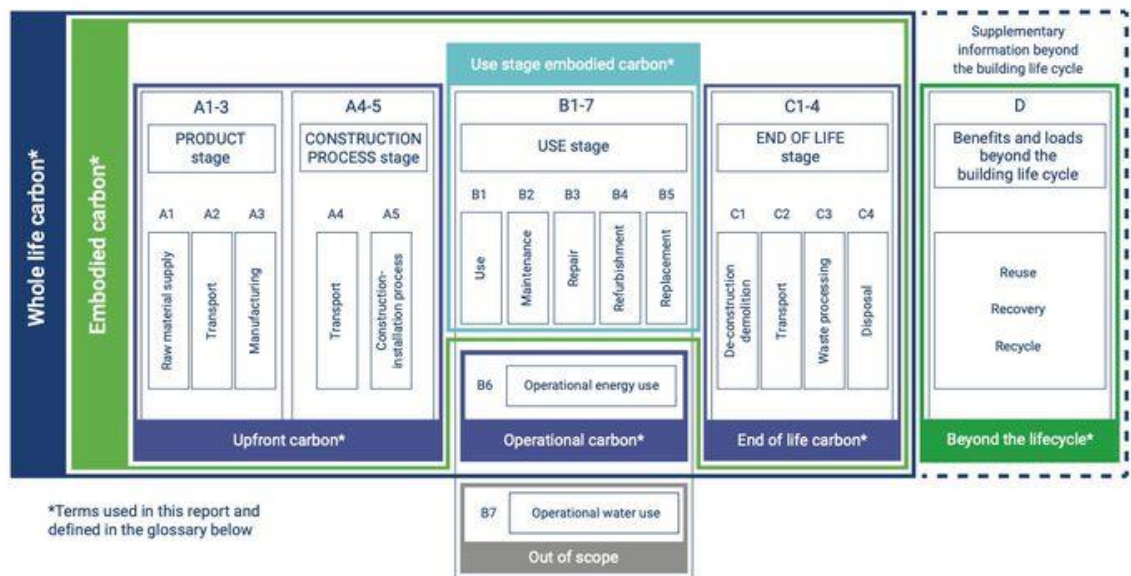 Whole life carbon*
Embodied carbon*
Supplementary
information beyond
the building life cycle
Use stage embodied carbon*
A1-3
PRODUCT
stage
A4-5
CONSTRUCTION
PROCESS stage
B1-7
USE stage
C1-4
END OF LIFE
stage
D
Benefits and loads
beyond the
building life cycle
A1
A2
A3
Raw material supply
Transport
Manufacturing
A4
A5
Transport
Construction-
installation process
B1
B2
B3
B4
B5
Use
Maintenance
Repair
Refurbishment
Replacement
C1
C2
C3
C4
De-construction
demolition
Transport
Waste processing
Disposal
Reuse
Recovery
Recycle
B6
Operational energy use
Upfront carbon*
Operational carbon*
End of life carbon*
Beyond the lifecycle*
B7
Operational water use
Out of scope
*Terms used in this report and
defined in the glossary below